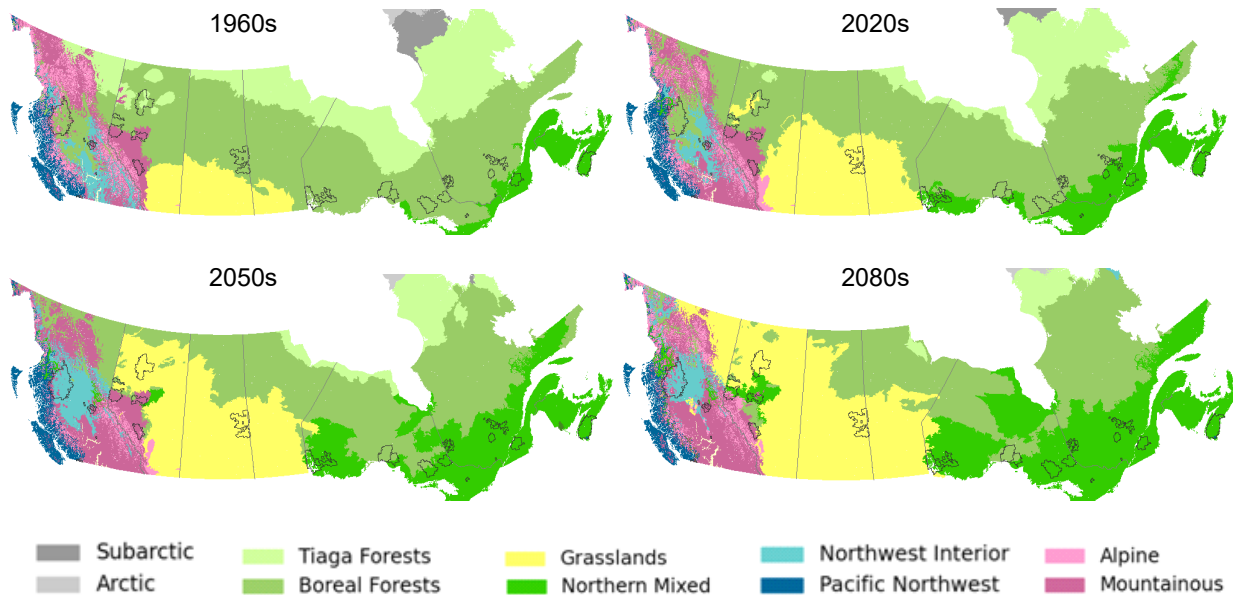 1960s
2020s
2050s
2080s
Subarctic
Tiaga Forests
Grasslands
Northwest Interior
Alpine
Arctic
Boreal Forests
Northern Mixed
Pacific Northwest
Mountainous